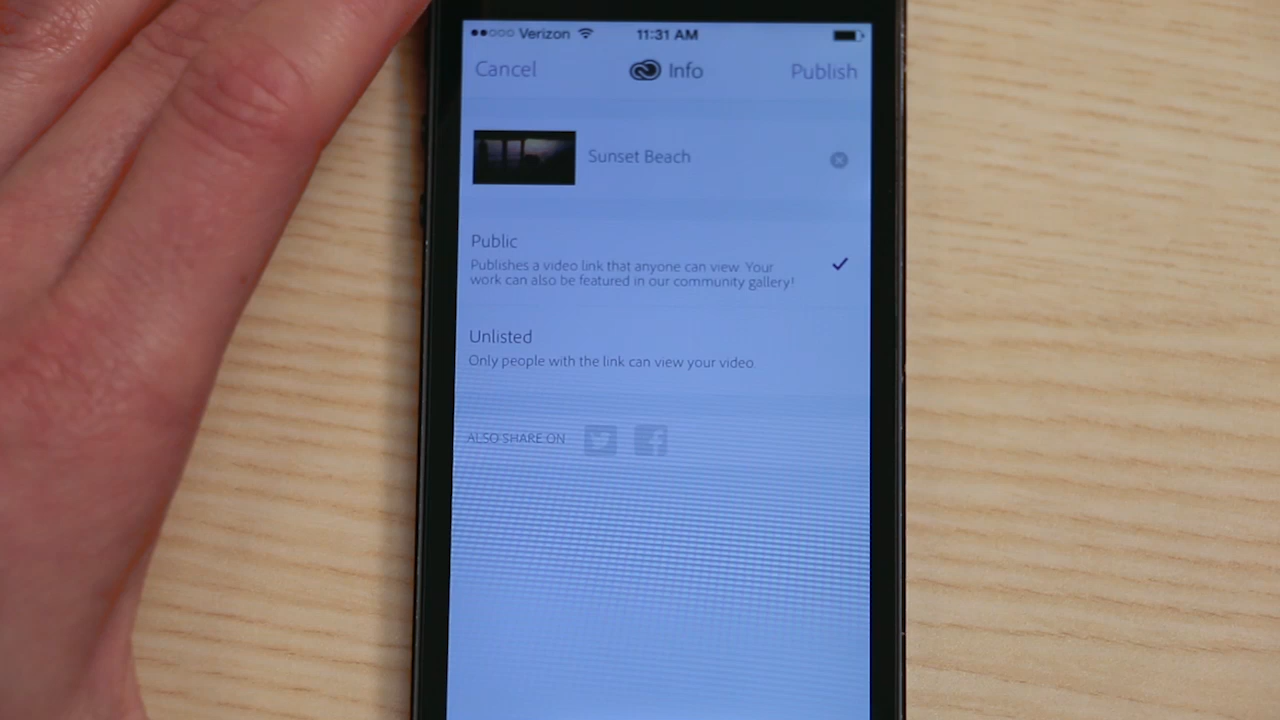 Verizon 11:31 AM
Cancel Info Publish
Sunset Beach
Public
Publishes a video link that anyone can view. Your
work can also be featured in our community gallery!
Unlisted
Only people with the link can view your video
ALSO SHARE ON